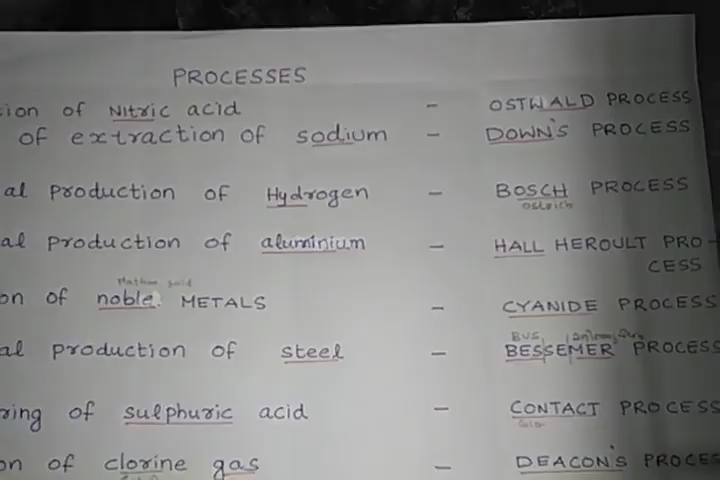 PROCESSES
ion of Nitric acid - OSTWALD PROCESS
of extraction of sodium - DOWN'S PROCESS
al production of Hydrogen - BOSCH PROCESS
Ostrich
al production of aluminium - HALL HEROULT PRO-
CESS
on of noble METALS - CYANIDE PROCESS
BUS
al production of steel - BESSEMER PROCESS
ring of sulphuric acid - CONTACT PROCESS
on of clorine gas - DEACON'S PROCES